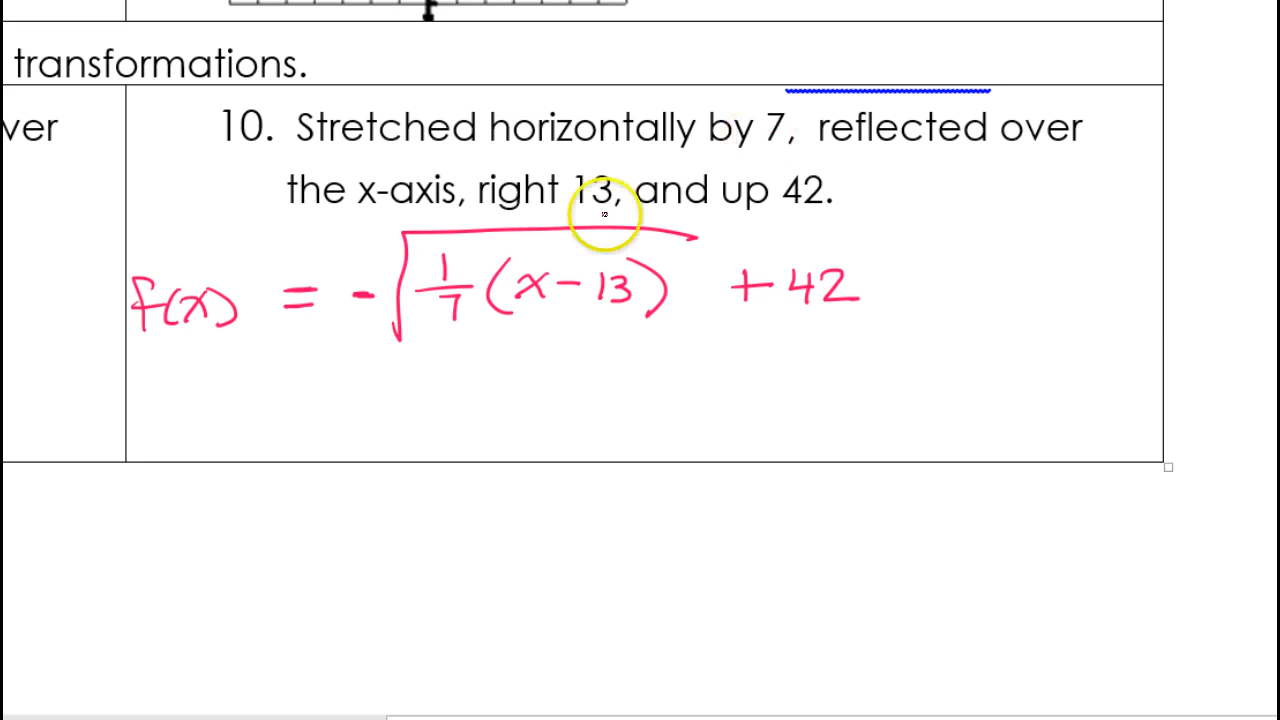 transformations.
ver
10. Stretched horizontally by 7, reflected over
the x-axis, right 13, and up 42.
f(x) = -√(1/7 (x-13)) + 42